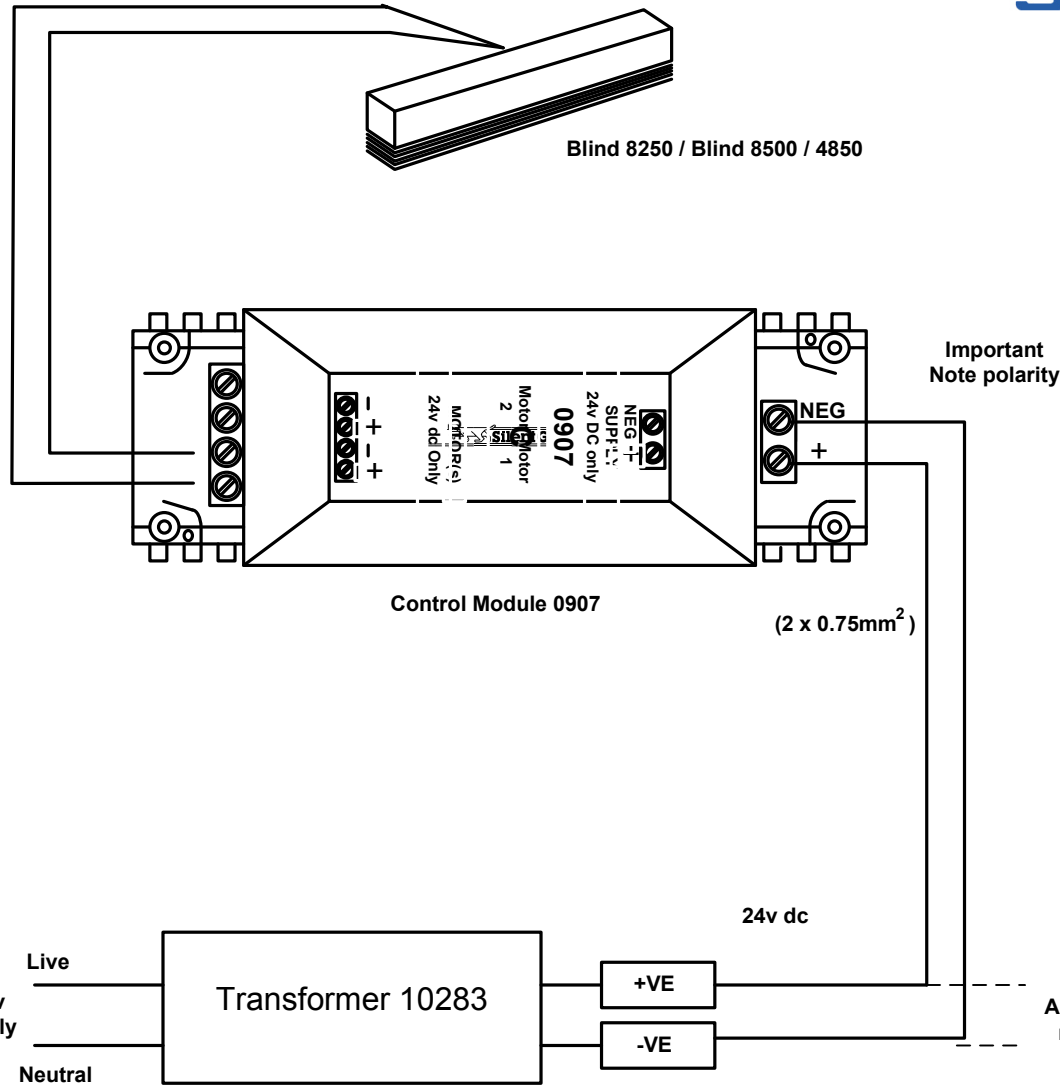 Blind 8250 / Blind 8500 / 4850
Important
Note polarity
NEG
+
-
+
-
+
24v dc Only
Motor Motor
2 1
Silent
0907
24v DC only
NEG +
Control Module 0907
(2 x 0.75mm²)
24v dc
Live
Transformer 10283
+VE
-VE
Neutral